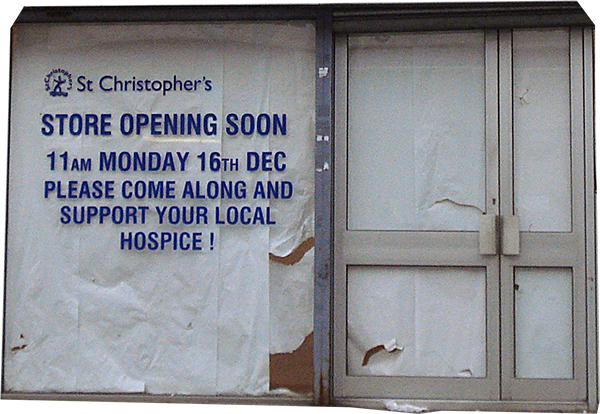 St Christopher's
STORE OPENING SOON
11AM MONDAY 16TH DEC
PLEASE COME ALONG AND
SUPPORT YOUR LOCAL
HOSPICE !